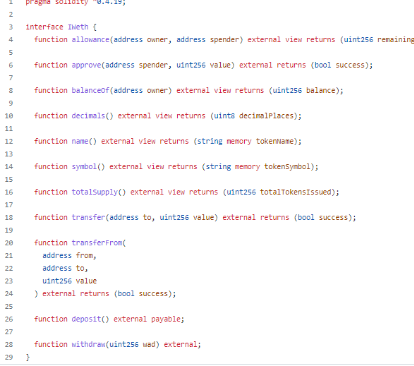 1 pragma solidity ^0.4.19;
2
3 interface IWeth {
4 function allowance(address owner, address spender) external view returns (uint256 remaining
5
6 function approve(address spender, uint256 value) external returns (bool success);
7
8 function balanceOf(address owner) external view returns (uint256 balance);
9
10 function decimals() external view returns (uint8 decimalPlaces);
11
12 function name() external view returns (string memory tokenName);
13
14 function symbol() external view returns (string memory tokenSymbol);
15
16 function totalSupply() external view returns (uint256 totalTokensIssued);
17
18 function transfer(address to, uint256 value) external returns (bool success);
19
20 function transferFrom(
21 address from,
22 address to,
23 uint256 value
24 ) external returns (bool success);
25
26 function deposit() external payable;
27
28 function withdraw(uint256 wad) external;
29 }